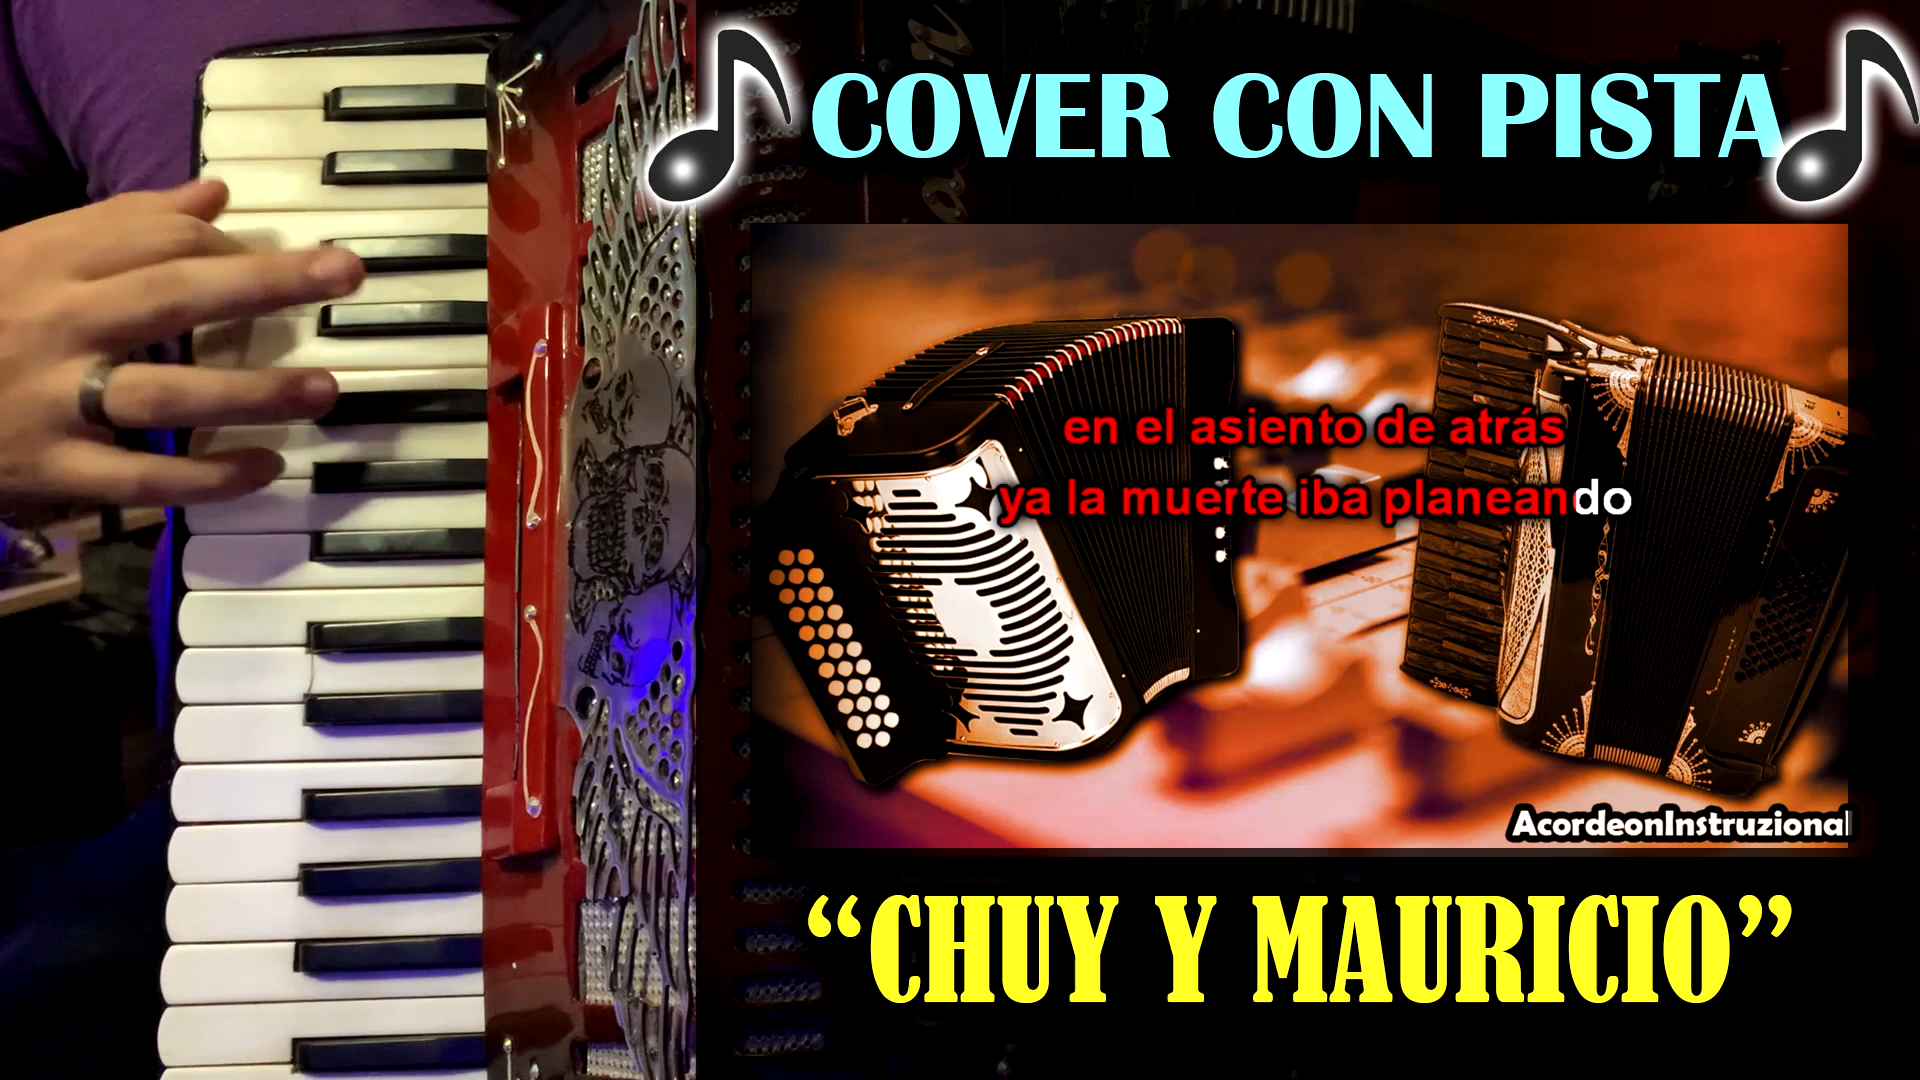 COVER CON PISTA
en el asiento de atrás
ya la muerte iba planeando
AcordeonInstruzional
“CHUY Y MAURICIO”